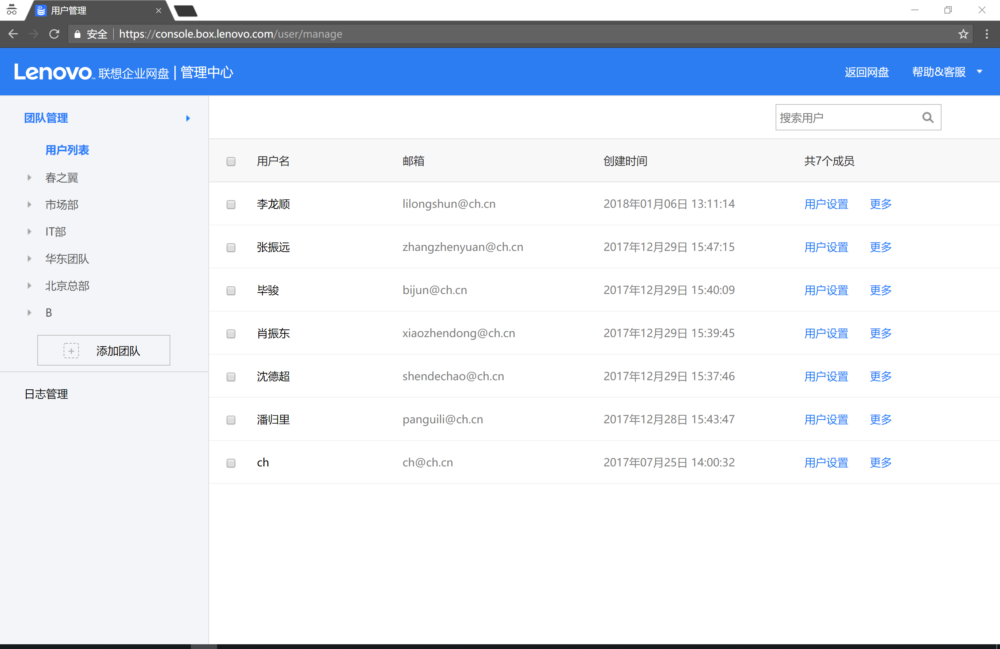 用户管理
安全 https://console.box.lenovo.com/user/manage
Lenovo™ 联想企业网盘 | 管理中心 返回网盘 帮助&客服
团队管理
用户列表
春之翼
市场部
IT部
华东团队
北京总部
B
添加团队
日志管理
搜索用户
用户名 邮箱 创建时间 共7个成员
李龙顺 lilongshun@ch.cn 2018年01月06日 13:11:14 用户设置 更多
张振远 zhangzhenyuan@ch.cn 2017年12月29日 15:47:15 用户设置 更多
毕骏 bijun@ch.cn 2017年12月29日 15:40:09 用户设置 更多
肖振东 xiaozhendong@ch.cn 2017年12月29日 15:39:45 用户设置 更多
沈德超 shendechao@ch.cn 2017年12月29日 15:37:46 用户设置 更多
潘归里 panguili@ch.cn 2017年12月28日 15:43:47 用户设置 更多
ch ch@ch.cn 2017年07月25日 14:00:32 用户设置 更多